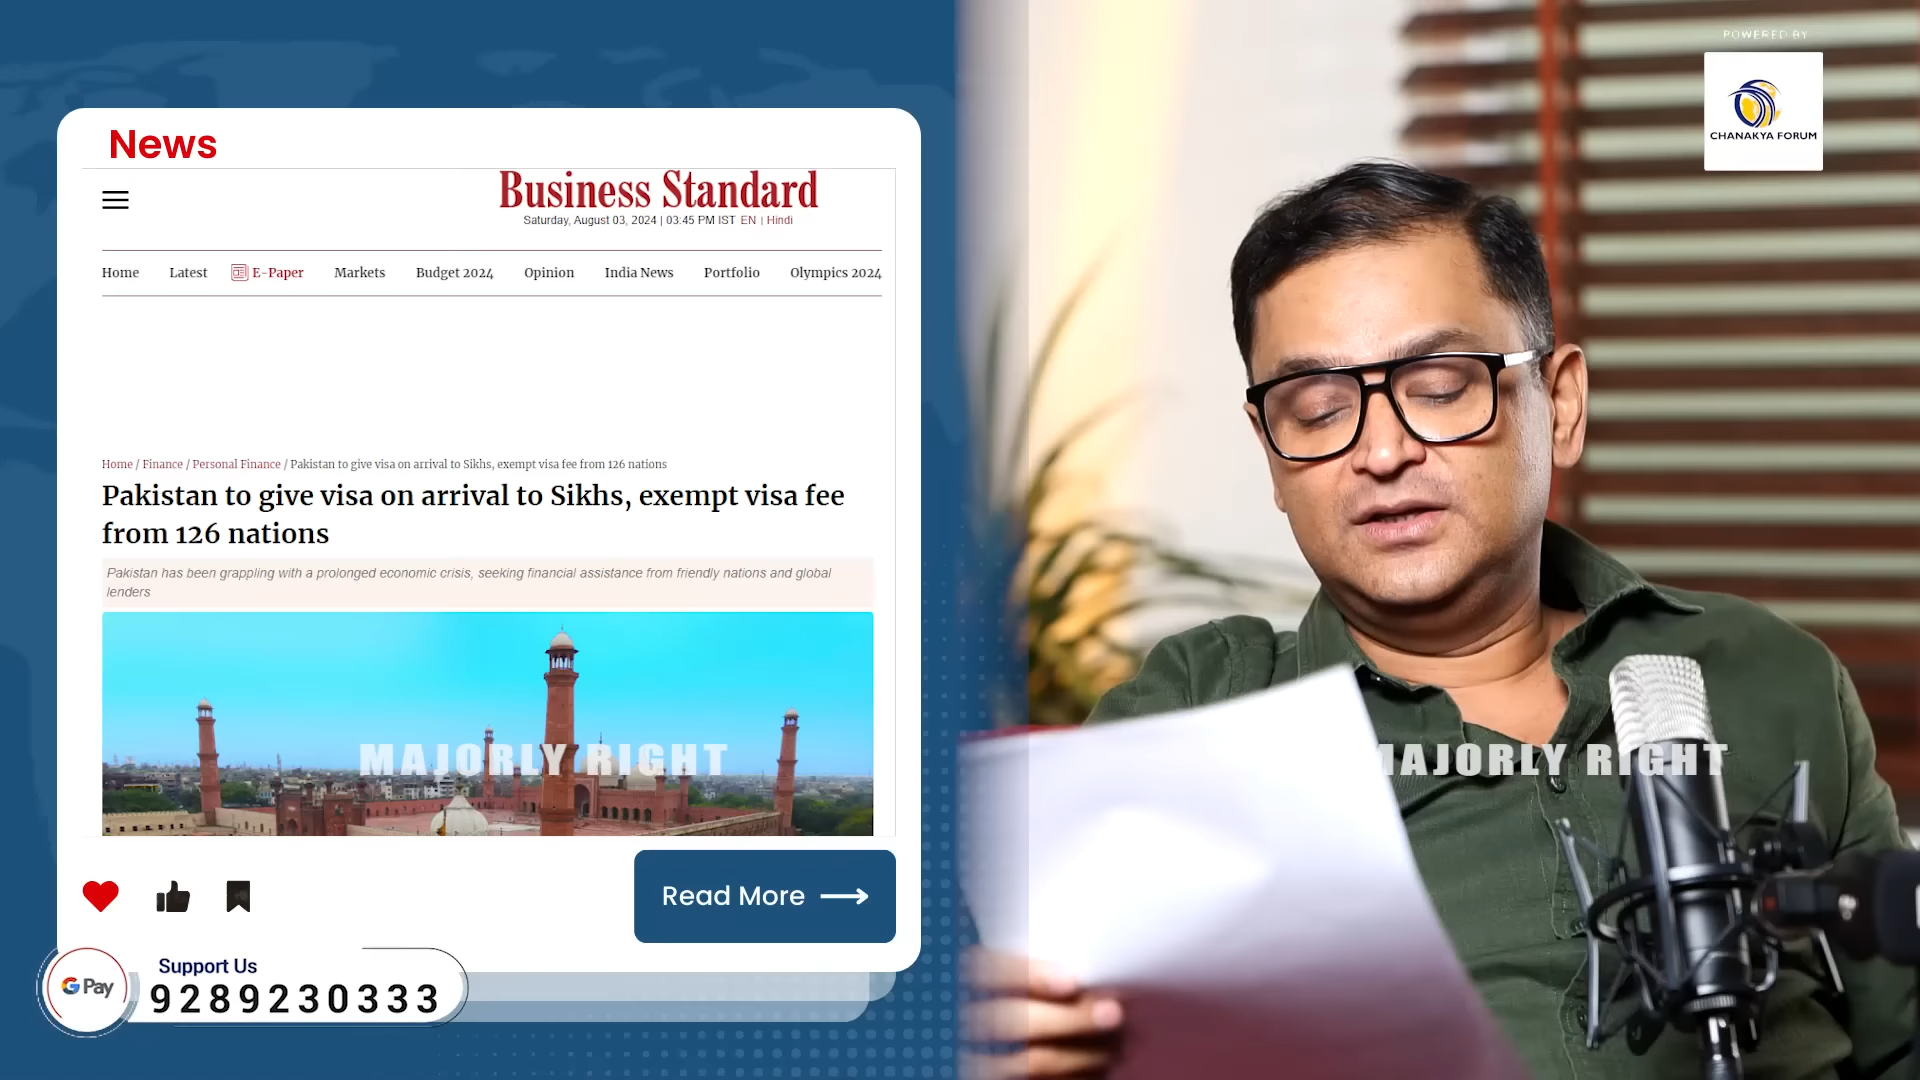 POWERED BY
CHANAKYA FORUM
News
Business Standard
Saturday, August 03, 2024 | 03:45 PM IST EN | Hindi
Home Latest E-Paper Markets Budget 2024 Opinion India News Portfolio Olympics 2024
Home / Finance / Personal Finance / Pakistan to give visa on arrival to Sikhs, exempt visa fee from 126 nations
Pakistan to give visa on arrival to Sikhs, exempt visa fee
from 126 nations
Pakistan has been grappling with a prolonged economic crisis, seeking financial assistance from friendly nations and global
lenders
MAJORLY RIGHT
MAJORLY RIGHT
Read More
Support Us
G Pay
9289230333